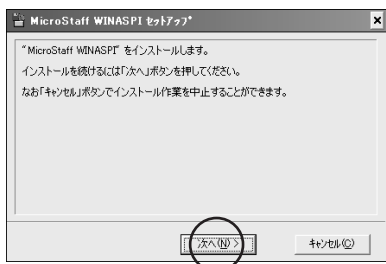 MicroStaff WINASPI ｾｯﾄｱｯﾌﾟ
"MicroStaff WINASPI" をインストールします。
インストールを続けるには「次へ」ボタンを押してください。
なお「ｷｬﾝｾﾙ」ボタンでインストール作業を中止することができます。
次へ(N) >
ｷｬﾝｾﾙ(C)